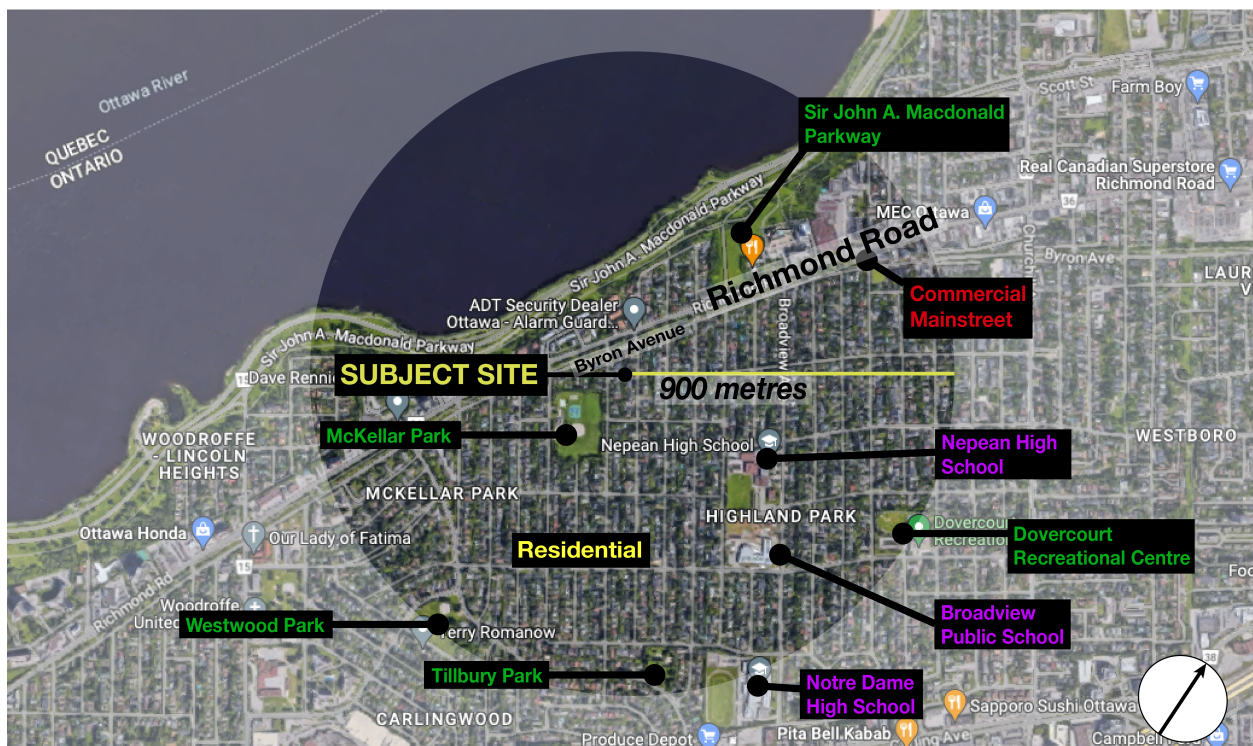 Ottawa River
QUEBEC
ONTARIO
Scott St
Farm Boy
Sir John A. Macdonald
Parkway
Real Canadian Superstore
Richmond Road
36
MEC Ottawa
Sir John A. Macdonald Parkway
Richmond Road
Byron Ave
Commercial
Mainstreet
ADT Security Dealer
Ottawa - Alarm Guard...
Broadview
Byron Avenue
Sir John A. Macdonald Parkway
SUBJECT SITE
900 metres
McKellar Park
Nepean High School
Nepean High
School
WESTBORO
WOODROFFE
- LINCOLN
HEIGHTS
MCKELLAR PARK
HIGHLAND PARK
Ottawa Honda
Our Lady of Fatima
Residential
Dovercourt
Recreational Centre
15
Richmond Rd
Woodroffe
Westwood Park
Terry Romanow
Broadview
Public School
38
Tillbury Park
Notre Dame
High School
CARLINGWOOD
Sapporo Sushi Ottawa
Produce Depot
Pita Bell Kabab